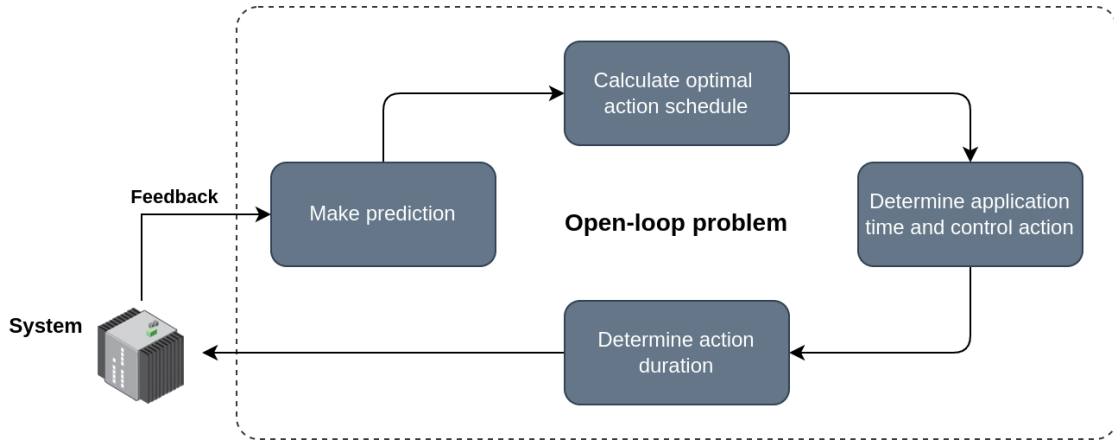 Calculate optimal
action schedule
Feedback
Make prediction
Determine application
time and control action
Open-loop problem
System
Determine action
duration